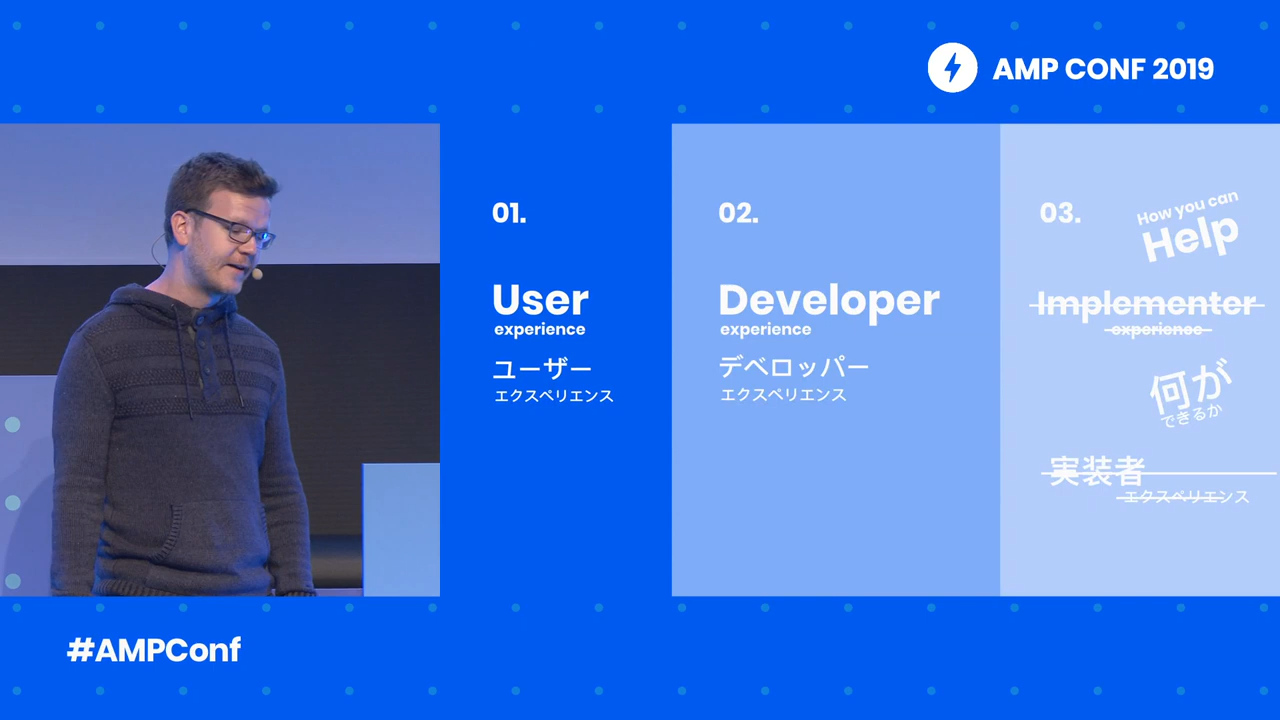 AMP CONF 2019
01.
User
experience
ユーザー
エクスペリエンス
02.
Developer
experience
デベロッパー
エクスペリエンス
03.
How you can
Help
Implementer
experience
何が
できるか
実装者
エクスペリエンス
#AMPConf